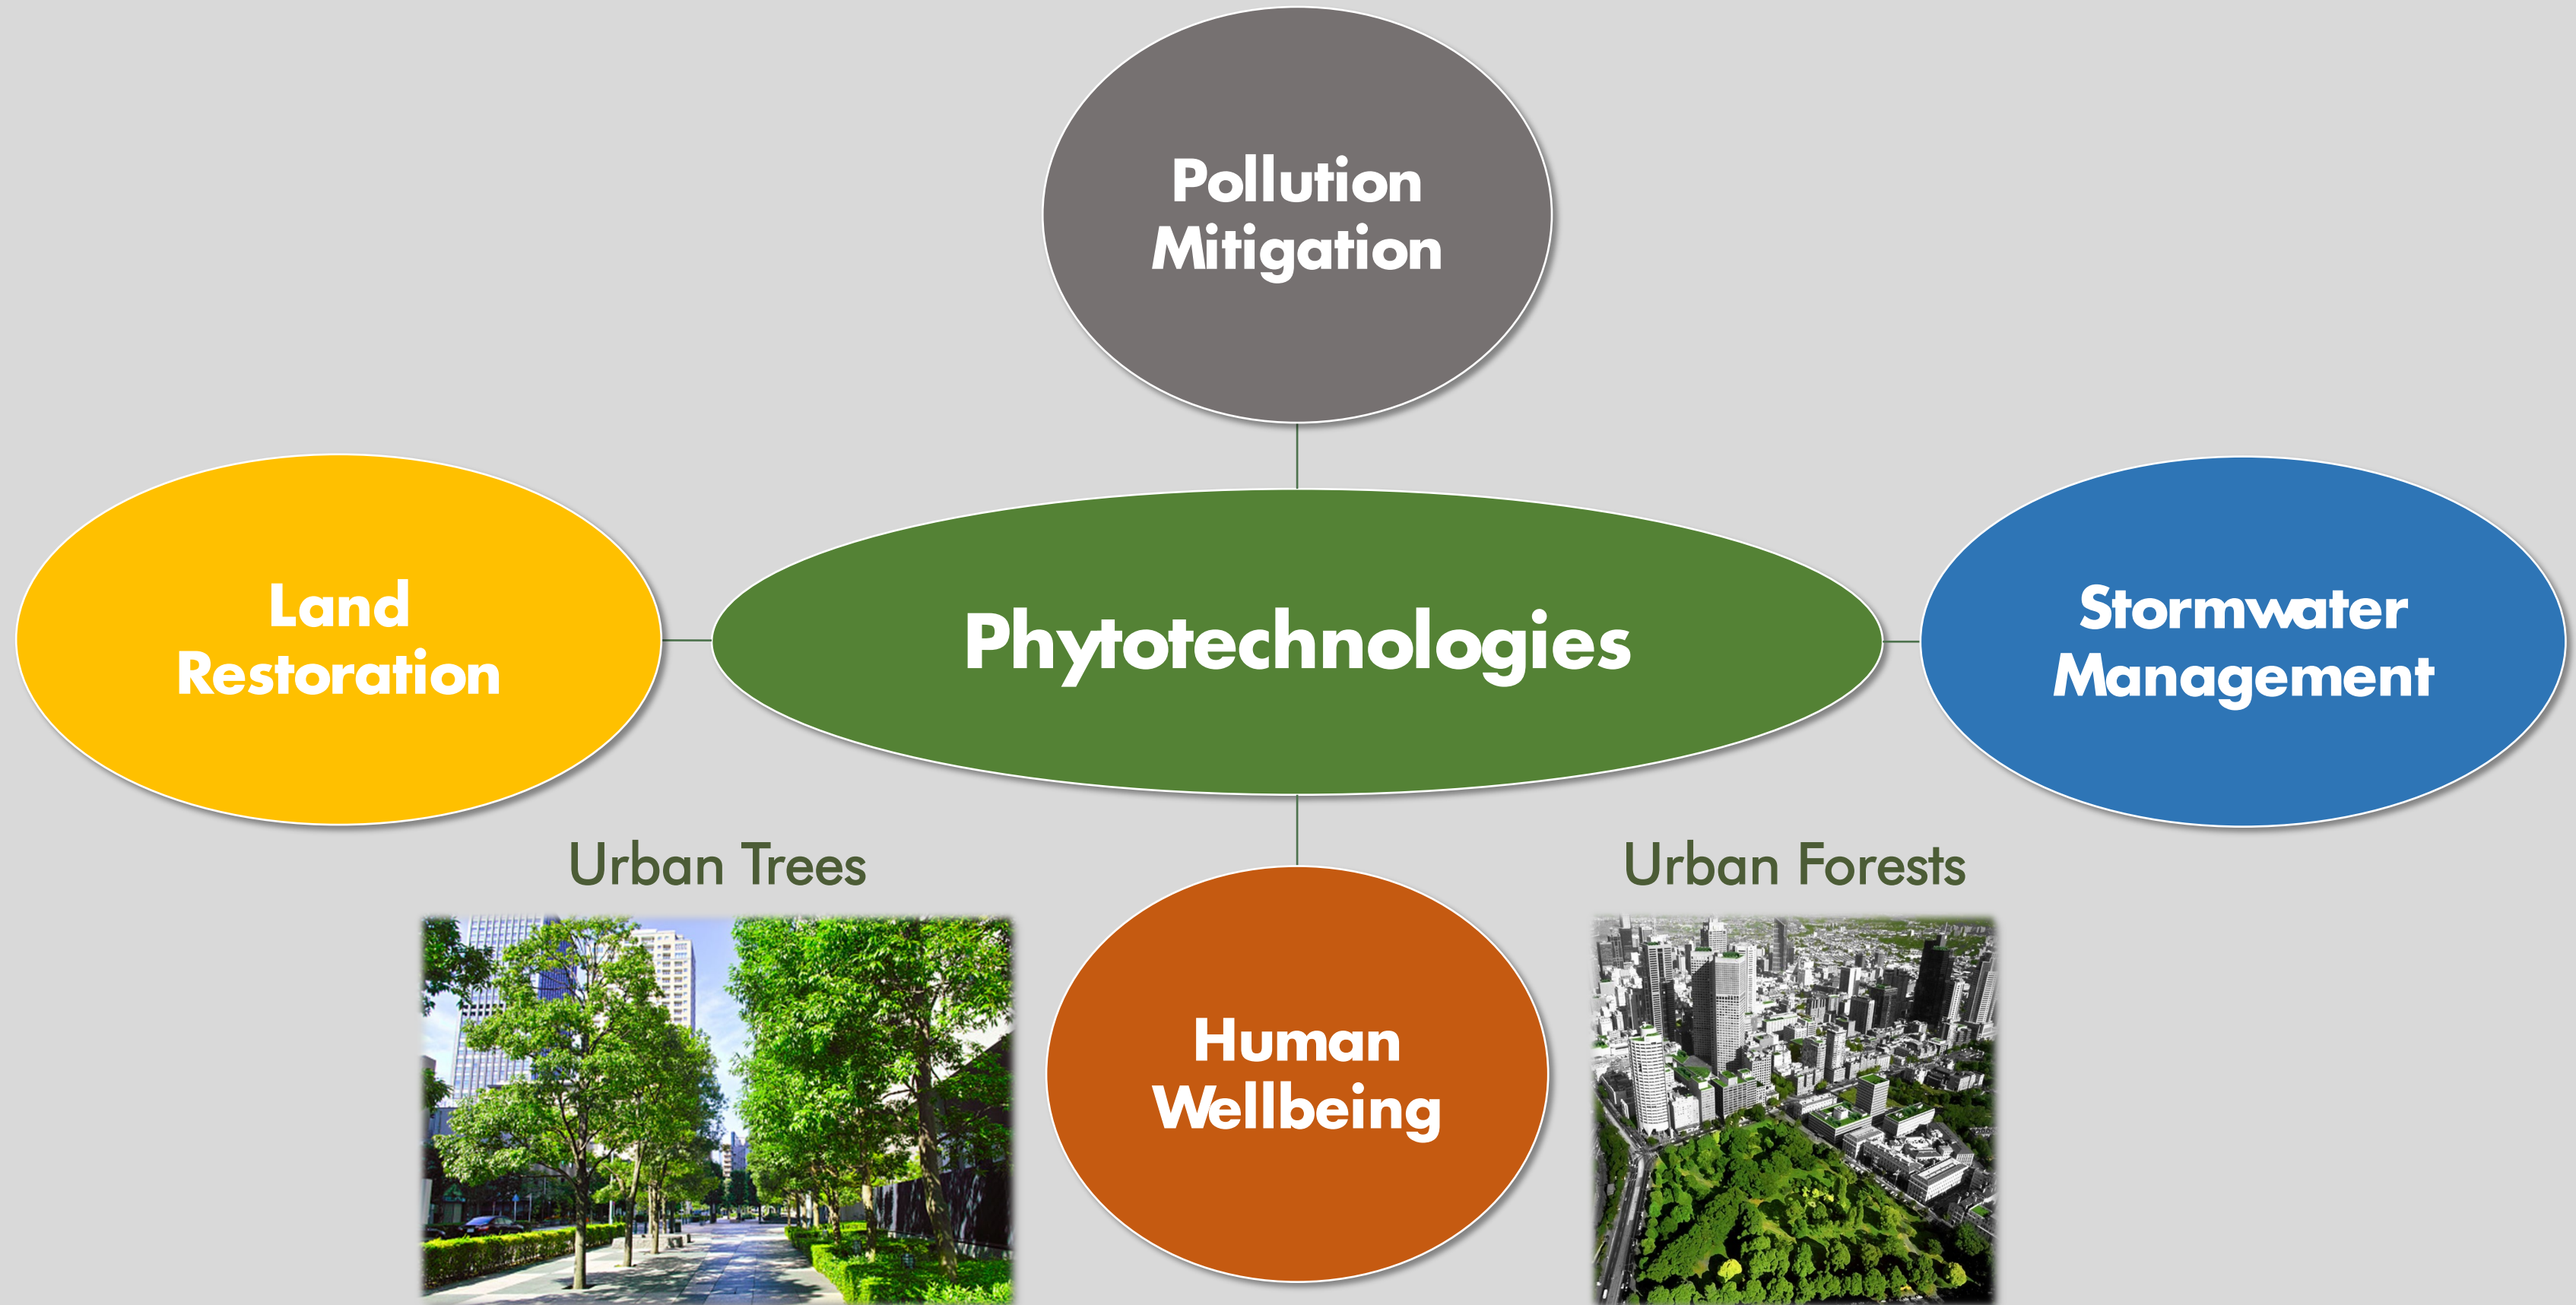 Pollution
Mitigation
Land
Restoration
Phytotechnologies
Stormwater
Management
Urban Trees
Urban Forests
Human
Wellbeing